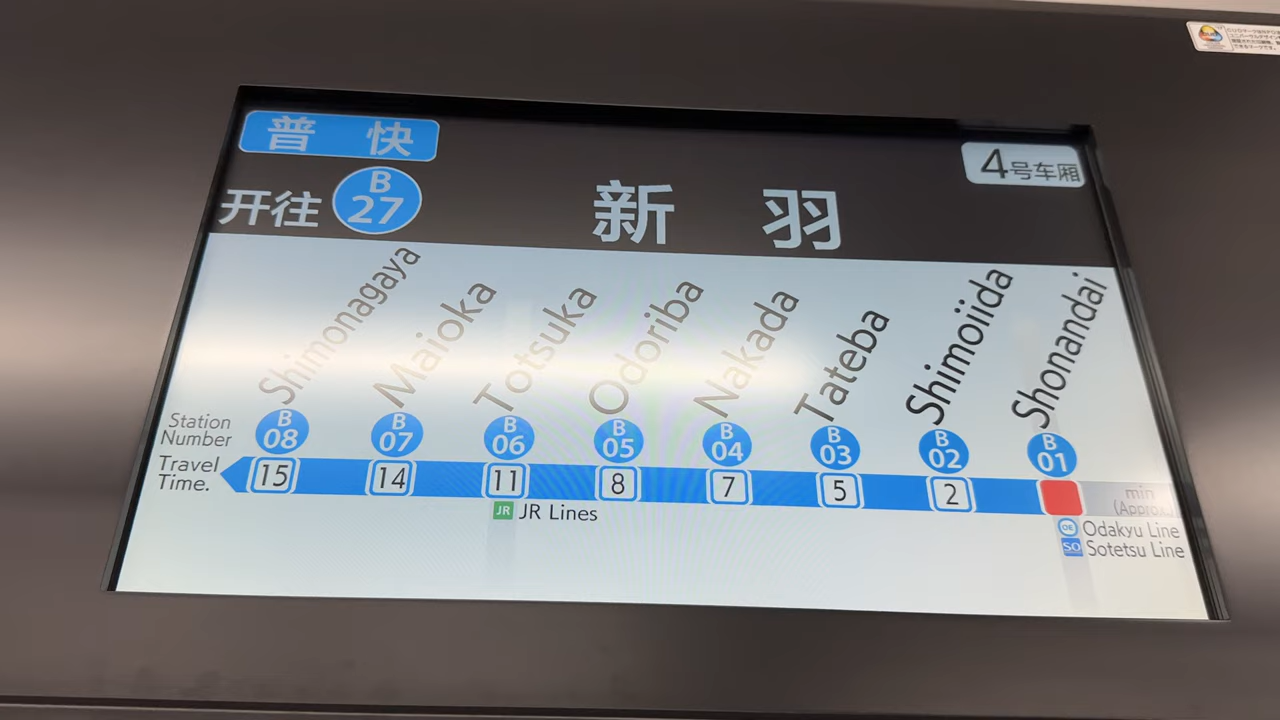 普 快
4号车厢
开往 B 27 新 羽
Shimonagaya Maioka Totsuka Odoriba Nakada Tateba Shimoiida Shonandai
Station Number B 08 B 07 B 06 B 05 B 04 B 03 B 02 B 01
Travel Time. 15 14 11 8 7 5 2 min (Approx.)
JR JR Lines
OE Odakyu Line
SO Sotetsu Line